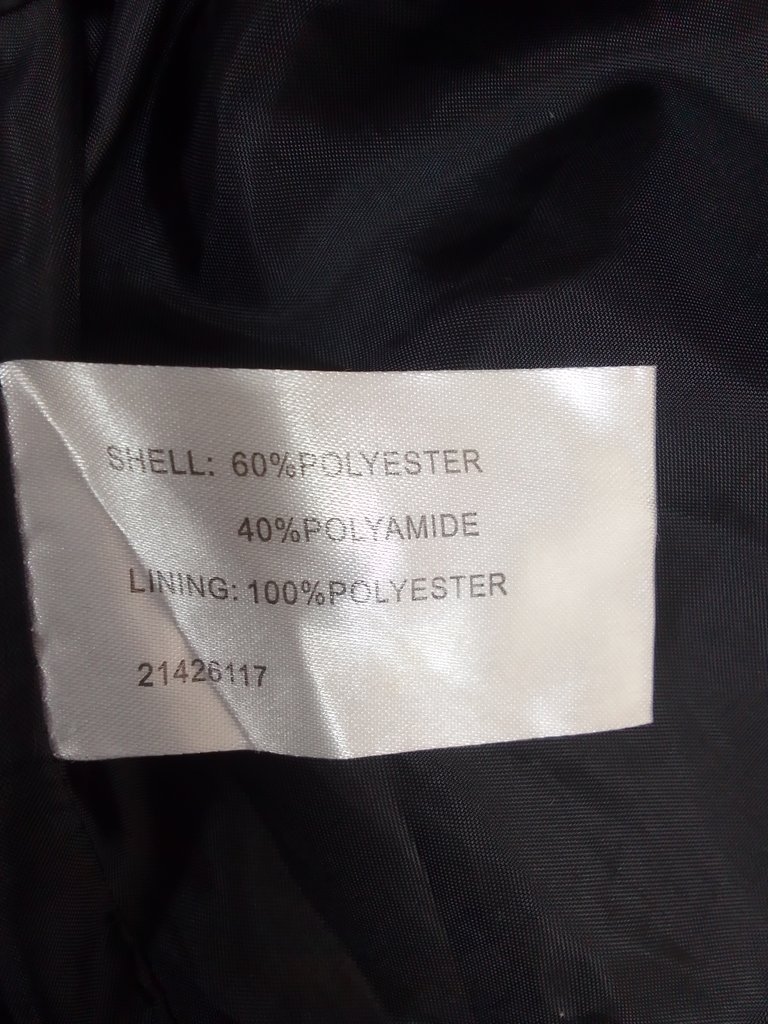 SHELL: 60%POLYESTER
40%POLYAMIDE
LINING: 100%POLYESTER
21426117